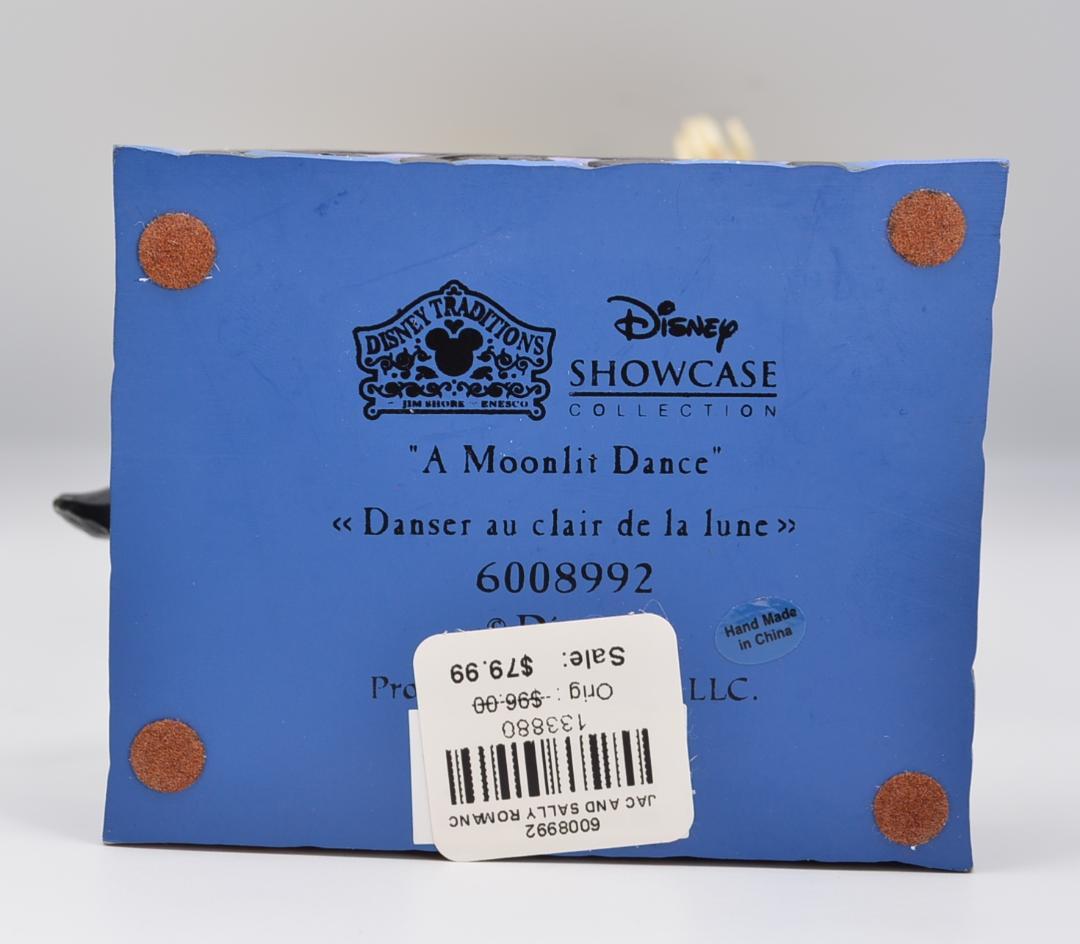 DISNEY TRADITIONS
JIM SHORE ENESCO
Disney
SHOWCASE
COLLECTION
"A Moonlit Dance"
« Danser au clair de la lune »
6008992
©
LLC.
Hand Made
in China
6008992
JAC AND SALLY ROMANC
133880
Orig : $96.00
Sale: $79.99